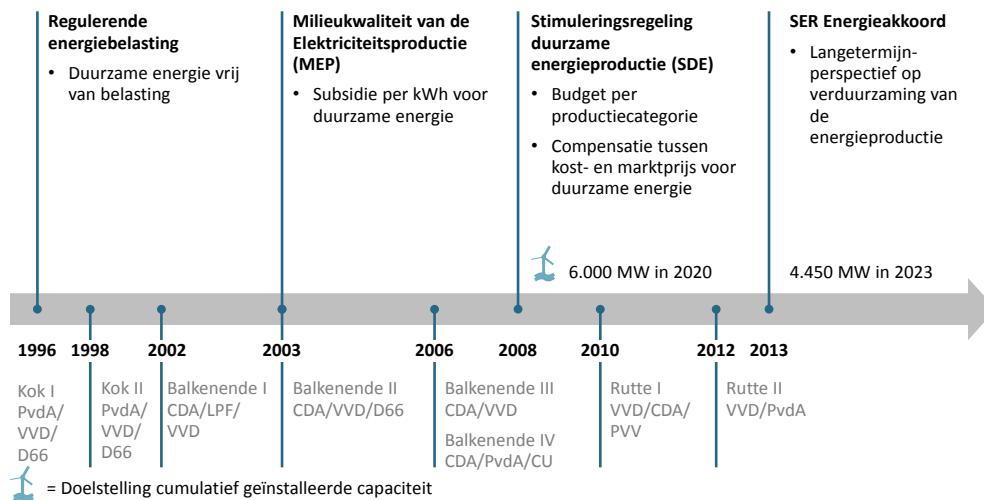 Regulerende
energiebelasting
• Duurzame energie vrij
van belasting
Milieukwaliteit van de
Elektriciteitsproductie
(MEP)
• Subsidie per kWh voor
duurzame energie
Stimuleringsregeling
duurzame
energieproductie (SDE)
• Budget per
productiecategorie
• Compensatie tussen
kost- en marktprijs voor
duurzame energie
SER Energieakkoord
• Langetermijn-
perspectief op
verduurzaming van
de
energieproductie
6.000 MW in 2020
4.450 MW in 2023
1996
1998
2002
2003
2006
2008
2010
2012
2013
Kok I
PvdA/
VVD/
D66
Kok II
PvdA/
VVD/
D66
Balkenende I
CDA/LPF/
VVD
Balkenende II
CDA/VVD/D66
Balkenende III
CDA/VVD
Balkenende IV
CDA/PvdA/CU
Rutte I
VVD/CDA/
PVV
Rutte II
VVD/PvdA
= Doelstelling cumulatief geïnstalleerde capaciteit